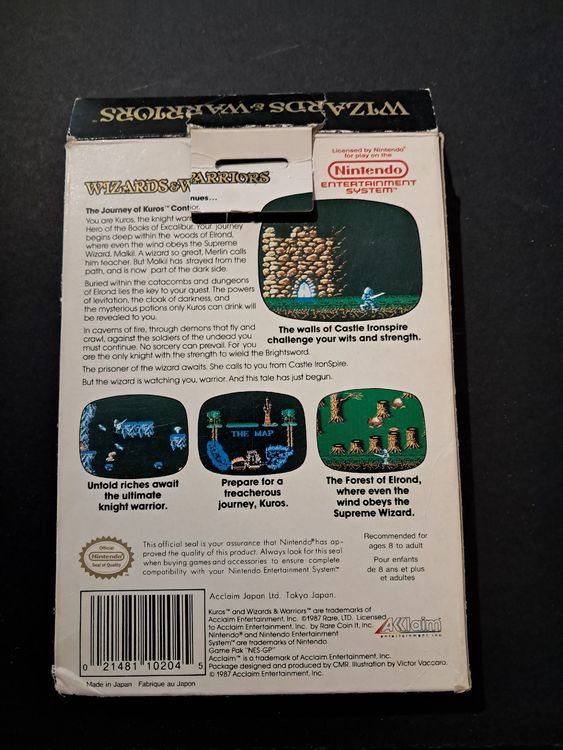 WIZARDS & WARRIORS™
WIZARDS & WARRIORS
Licensed by Nintendo®
for play on the
Nintendo®
ENTERTAINMENT
SYSTEM™
The Journey of Kuros™ Contin
nues...
You are Kuros, the knight warr
Hero of the Books of Excalibur. Your journey
begins deep within the woods of Elrond,
where even the wind obeys the Supreme
Wizard, Malkil. A wizard so great, Merlin calls
him teacher. But Malkil has strayed from the
path, and is now part of the dark side.
Buried within the catacombs and dungeons
of Elrond lies the key to your quest. The powers
of levitation, the cloak of darkness, and
the mysterious potions only Kuros can drink will
be revealed to you.
In caverns of fire, through demons that fly and
crawl, against the soldiers of the undead you
must continue. No sorcery can prevail. For you
are the only knight with the strength to wield the Brightsword.
The prisoner of the wizard awaits. She calls to you from Castle IronSpire.
But the wizard is watching you, warrior. And this tale has just begun.
The walls of Castle Ironspire
challenge your wits and strength.
THE MAP
Untold riches await
the ultimate
knight warrior.
Prepare for a
treacherous
journey, Kuros.
The Forest of Elrond,
where even the
wind obeys the
Supreme Wizard.
Official
Nintendo
Seal of Quality
This official seal is your assurance that Nintendo® has ap-
proved the quality of this product. Always look for this seal
when buying games and accessories to ensure complete
compatibility with your Nintendo Entertainment System™
Recommended for
ages 8 to adult
Pour enfants
de 8 ans et plus
et adultes
Acclaim Japan Ltd. Tokyo Japan.
Kuros™ and Wizards & Warriors™ are trademarks of
Acclaim Entertainment, Inc. ©1987 Rare, LTD. Licensed
to Acclaim Entertainment, Inc. by Rare Coin It, Inc.
Nintendo® and Nintendo Entertainment
System™ are trademarks of Nintendo.
Game Pak "NES-GP"
Acclaim™ is a trademark of Acclaim Entertainment, Inc.
Package designed and produced by CMR. Illustration by Victor Vaccaro.
© 1987 Acclaim Entertainment, Inc.
AKClaim™
entertainment inc.
0 21481 10204 5
Made in Japan Fabriqué au Japon